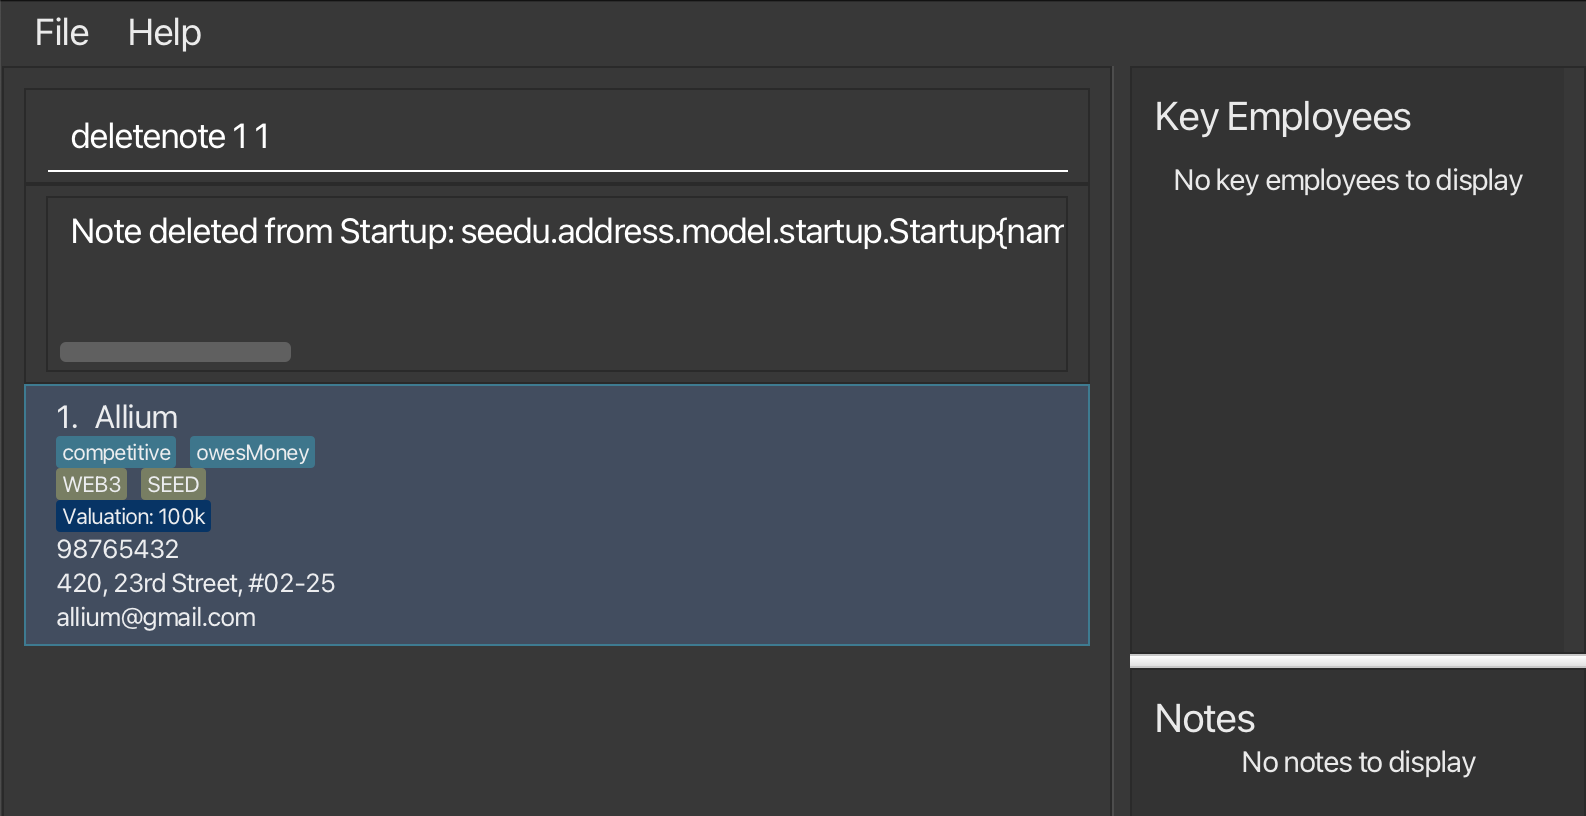 File Help
deletenote 1 1
Note deleted from Startup: seedu.address.model.startup.Startup{nam
1. Allium
competitive owesMoney
WEB3 SEED
Valuation: 100k
98765432
420, 23rd Street, #02-25
allium@gmail.com
Key Employees
No key employees to display
Notes
No notes to display